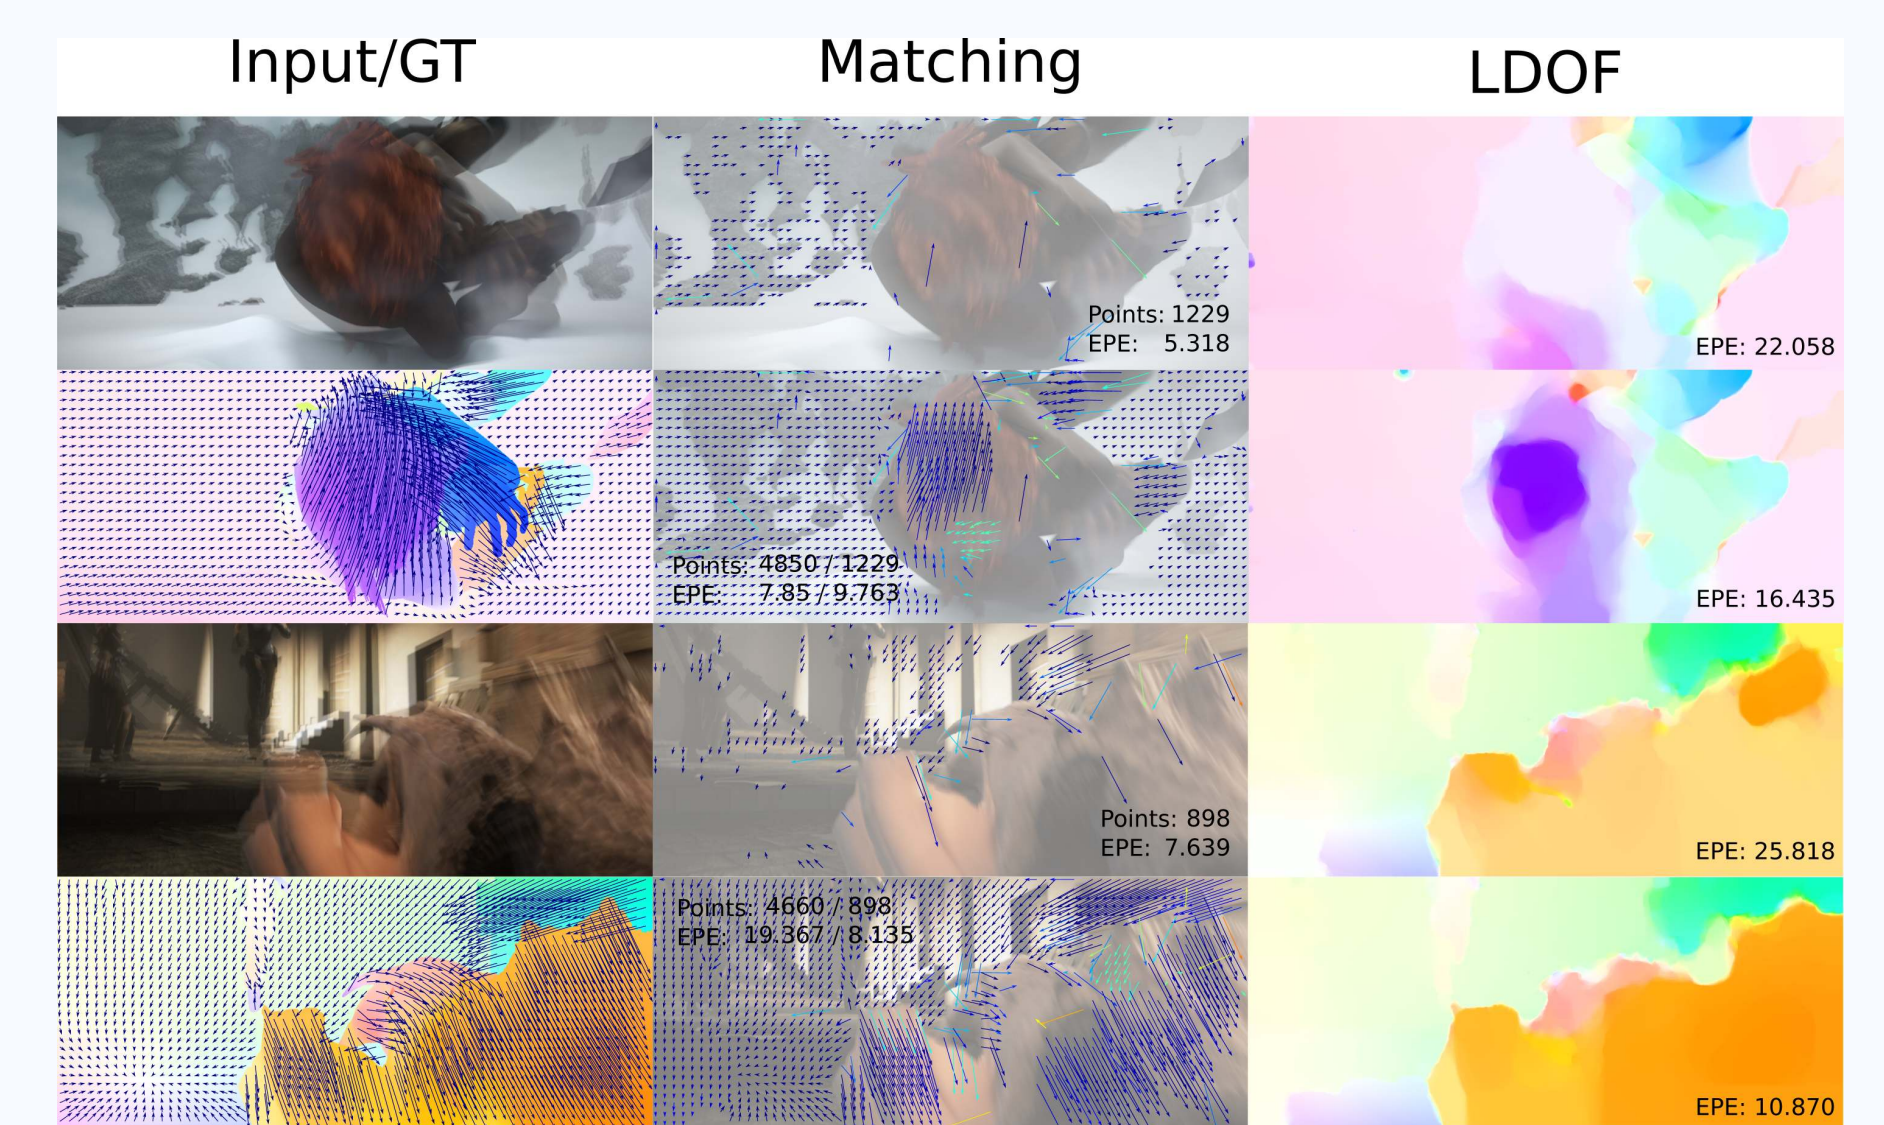 Input/GT
Matching
LDOF
Points: 1229
EPE: 5.318
EPE: 22.058
Points: 4850 / 1229
EPE: 7.85 / 9.763
EPE: 16.435
Points: 898
EPE: 7.639
EPE: 25.818
Points: 4660 / 898
EPE: 19.367 / 8.135
EPE: 10.870